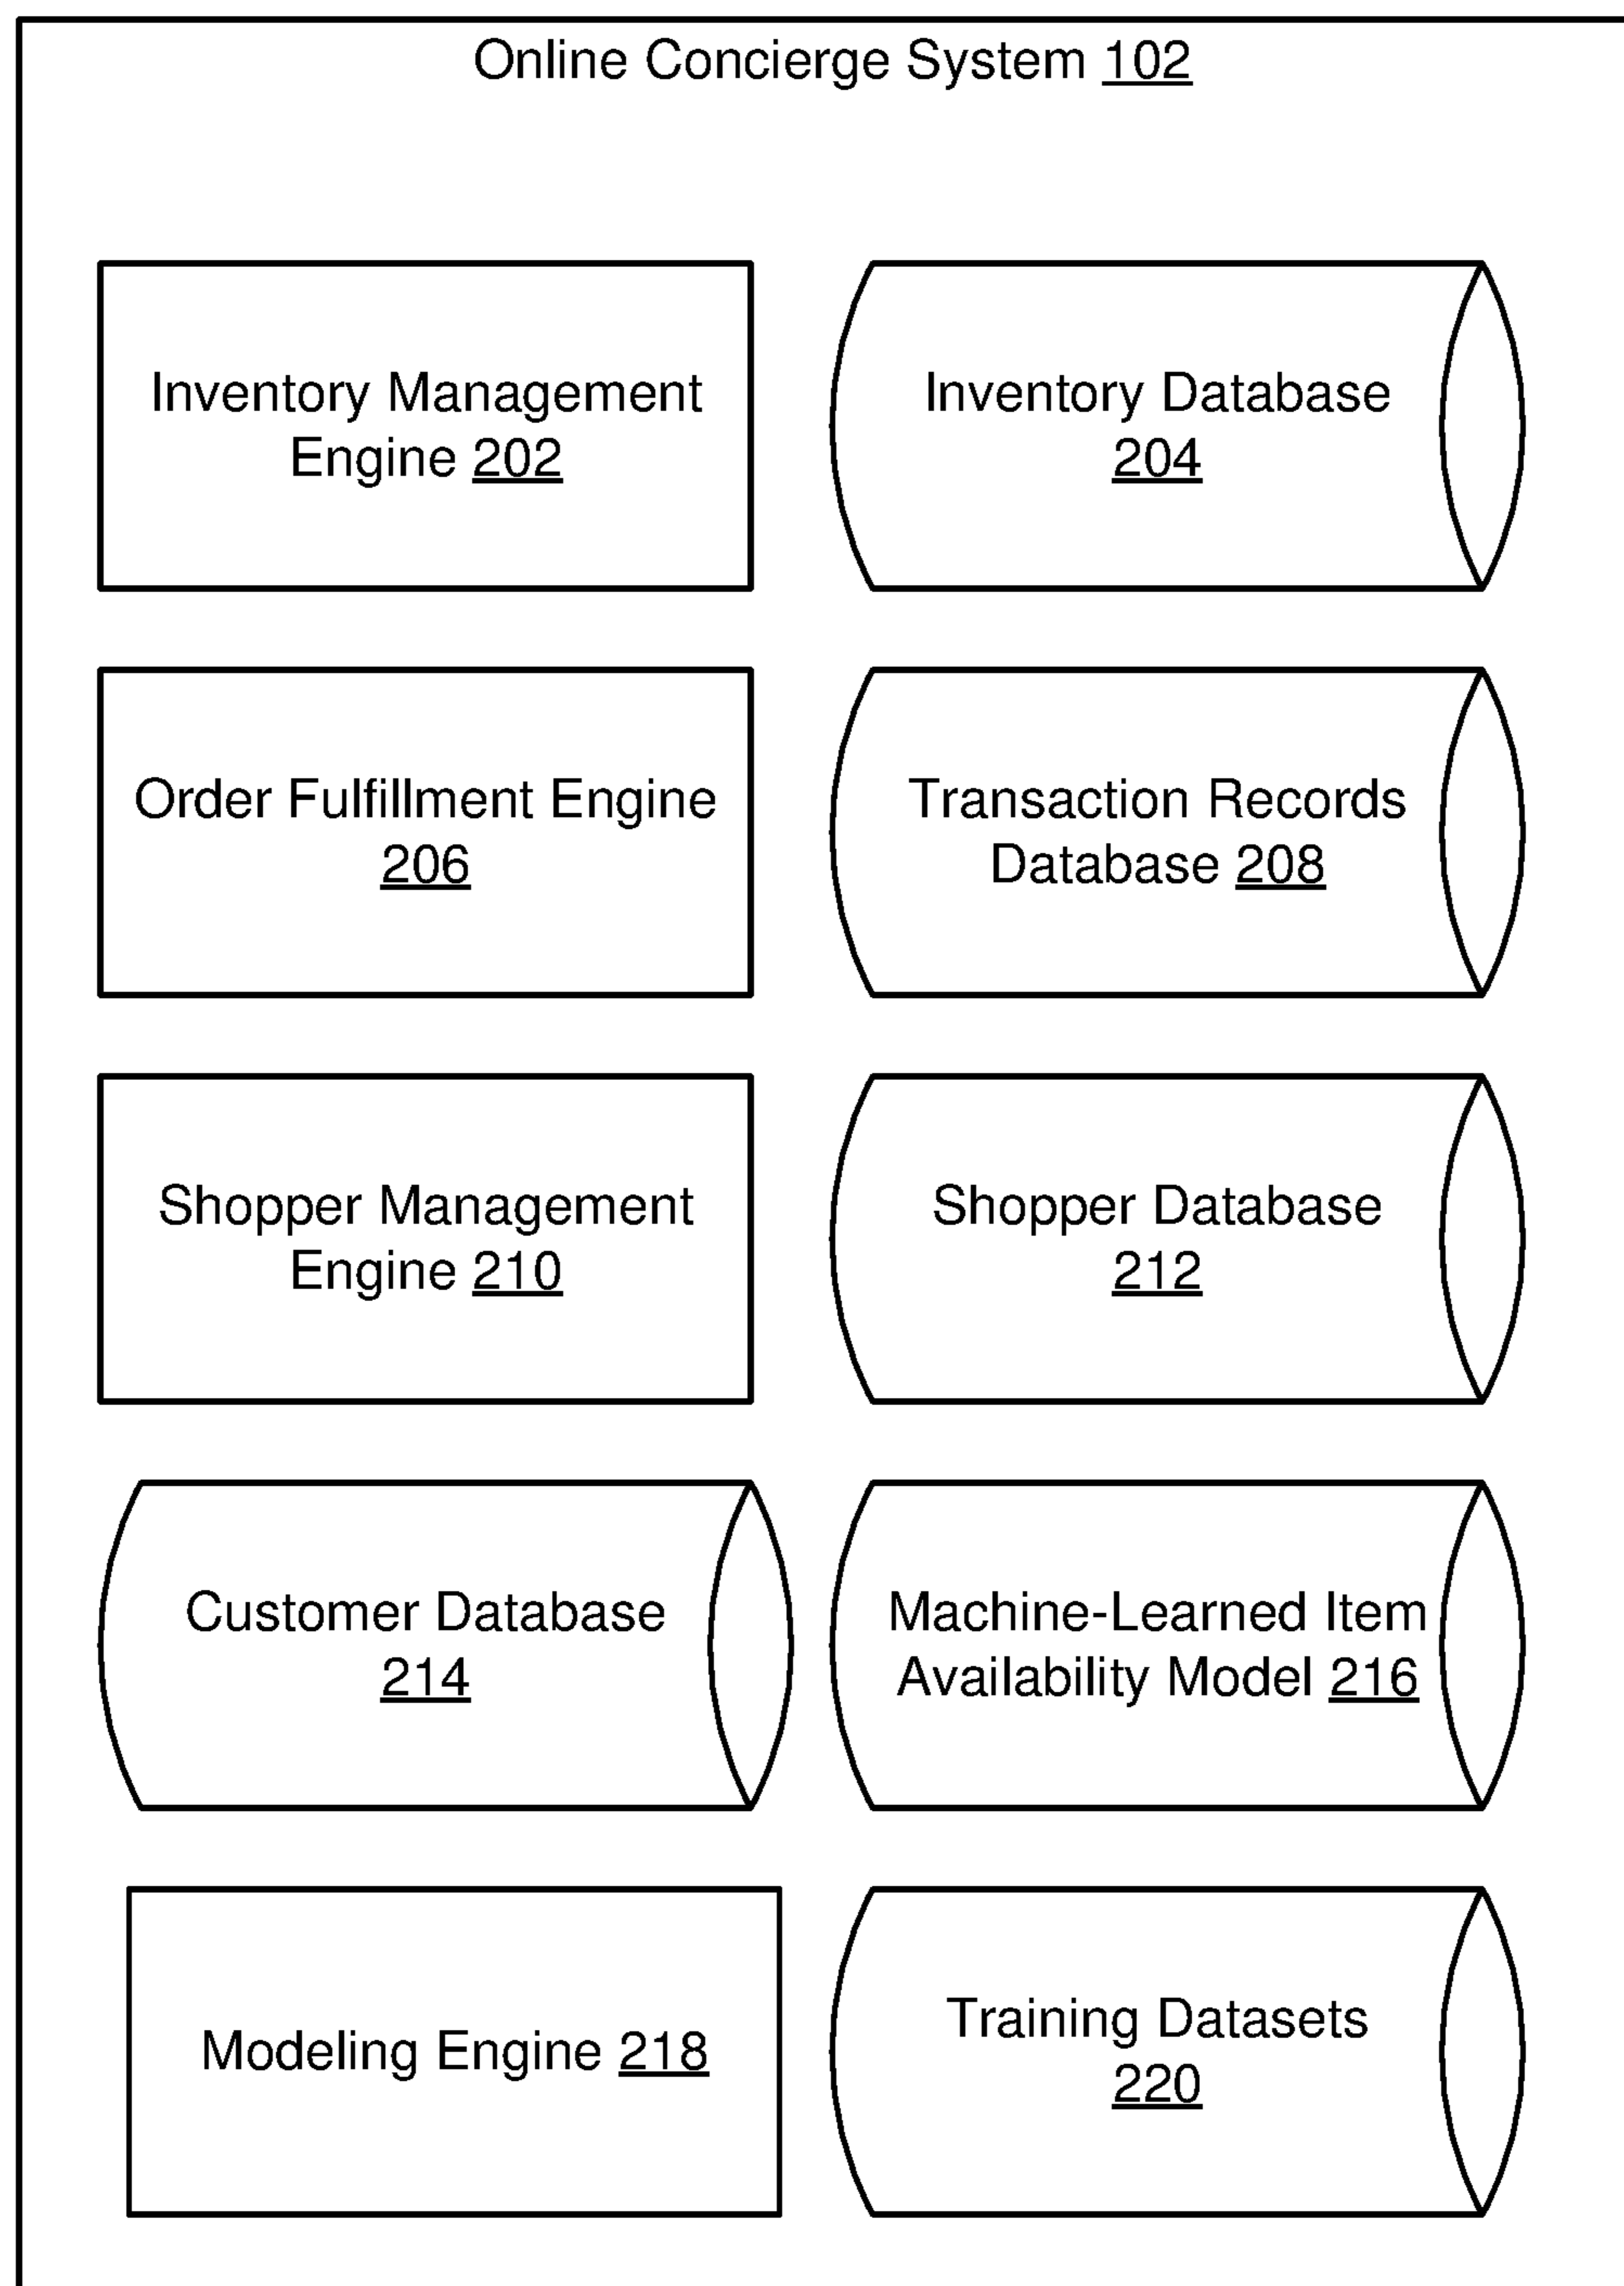 Online Concierge System 102
Inventory Management
Engine 202
Inventory Database
204
Order Fulfillment Engine
206
Transaction Records
Database 208
Shopper Management
Engine 210
Shopper Database
212
Customer Database
214
Machine-Learned Item
Availability Model 216
Modeling Engine 218
Training Datasets
220